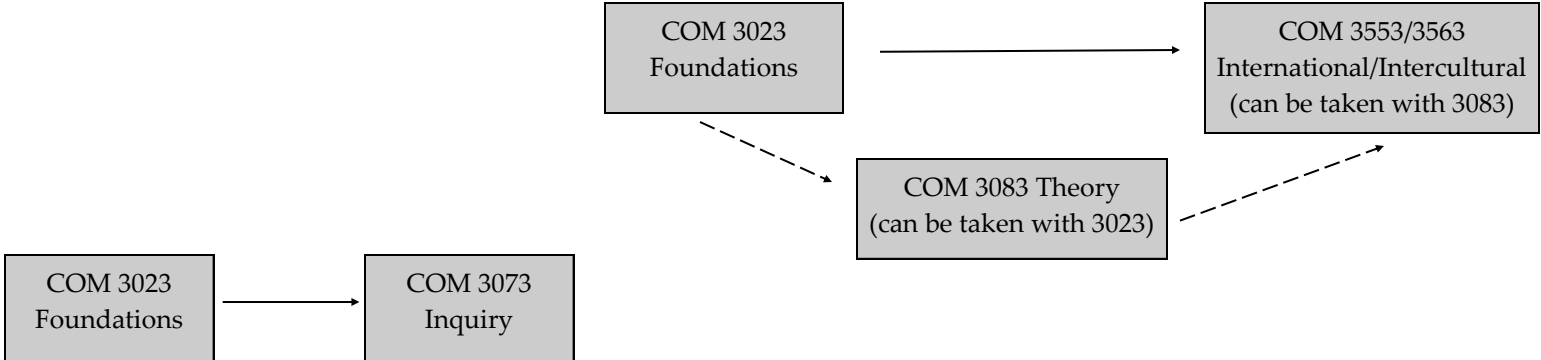 COM 3023
Foundations
COM 3553/3563
International/Intercultural
(can be taken with 3083)
COM 3083 Theory
(can be taken with 3023)
COM 3023
Foundations
COM 3073
Inquiry